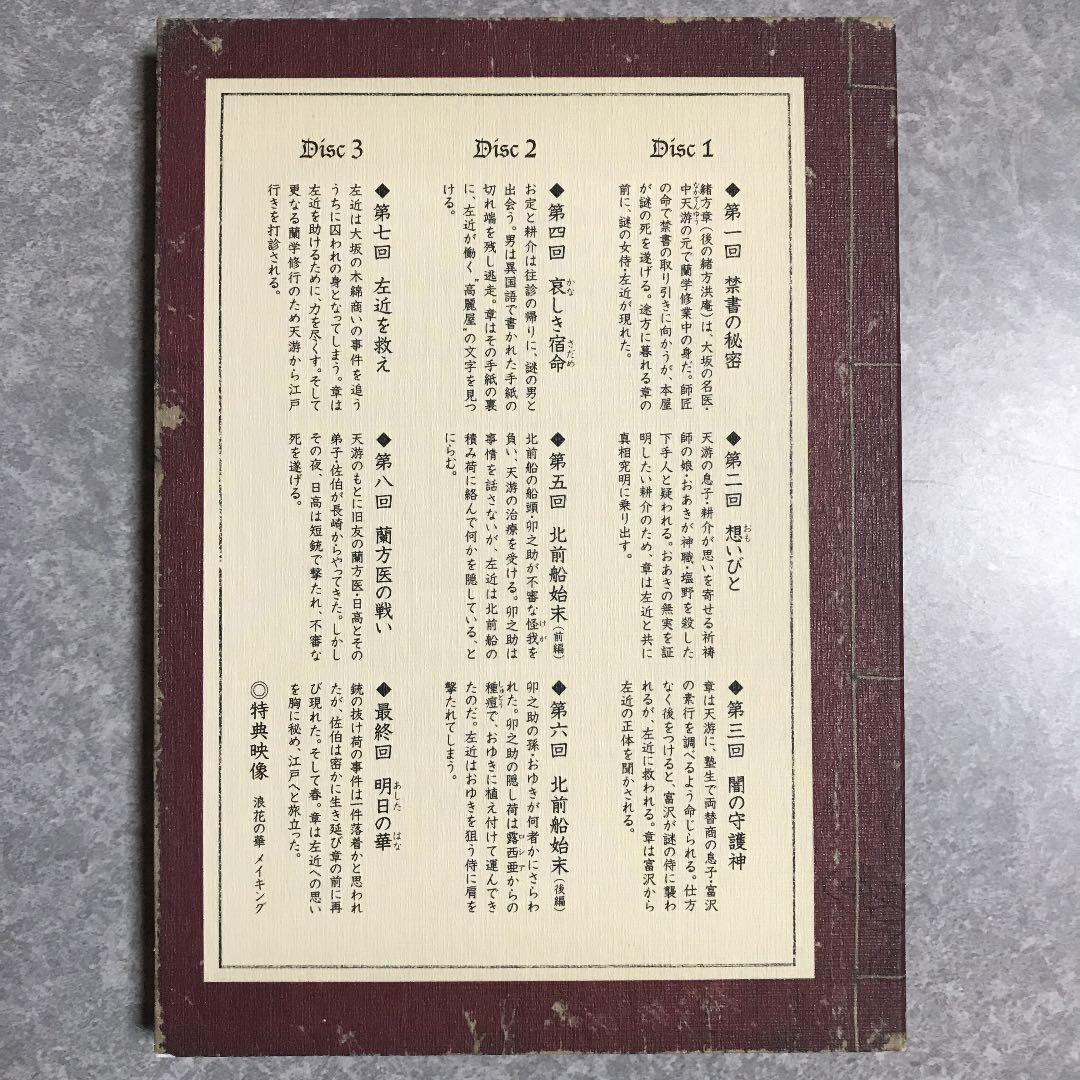 Disc 1
◆第一回 禁書の秘密
緒方章（後の緒方洪庵）は、大坂の名医・
中天游の元で蘭学修業中の身だ。師匠
なかてんゆう
の命で禁書の取り引きに向かうが、本屋
が謎の死を遂げる。途方に暮れる章の
前に、謎の女侍・左近が現れた。
◆第二回 想いびと
おも
天游の息子・耕介が思いを寄せる祈祷
師の娘・おあきが神職・塩野を殺した
下手人と疑われる。おあきの無実を証
明したい耕介のため、章は左近と共に
真相究明に乗り出す。
◆第三回 闇の守護神
章は天游に、塾生で両替商の息子・富沢
の素行を調べるよう命じられる。仕方
なく後をつけると、富沢が謎の侍に襲わ
れるが、左近に救われる。章は富沢から
左近の正体を聞かされる。
Disc 2
◆第四回 哀しき宿命
かな さだめ
お定と耕介は往診の帰りに、謎の男と
出会う。男は異国語で書かれた手紙の
切れ端を残し逃走。章はその手紙の裏
に、左近が働く“高麗屋”の文字を見つ
ける。
◆第五回 北前船始末（前編）
北前船の船頭・卯之助が不審な怪我を
けが
負い、天游の治療を受ける。卯之助は
事情を話さないが、左近は北前船の
積み荷に絡んで何かを隠している、と
にらむ。
◆第六回 北前船始末（後編）
卯之助の孫・おゆきが何者かにさらわ
れた。卯之助の隠し荷は露西亜からの
ロシア
種痘で、おゆきに植え付けて運んでき
しゅとう
たのだ。左近はおゆきを狙う侍に肩を
撃たれてしまう。
Disc 3
◆第七回 左近を救え
左近は大坂の木綿商いの事件を追う
うちに囚われの身となってしまう。章は
左近を助けるために、力を尽くす。そして
更なる蘭学修行のため天游から江戸
行きを打診される。
◆第八回 蘭方医の戦い
天游のもとに旧友の蘭方医・日高とその
弟子・佐伯が長崎からやってきた。しかし
その夜、日高は短銃で撃たれ、不審な
死を遂げる。
◆最終回 明日の華
あした はな
銃の抜け荷の事件は一件落着かと思われ
たが、佐伯は密かに生き延び章の前に再
び現れた。そして春。章は左近への思い
を胸に秘め、江戸へと旅立った。
◎特典映像 浪花の華 メイキング